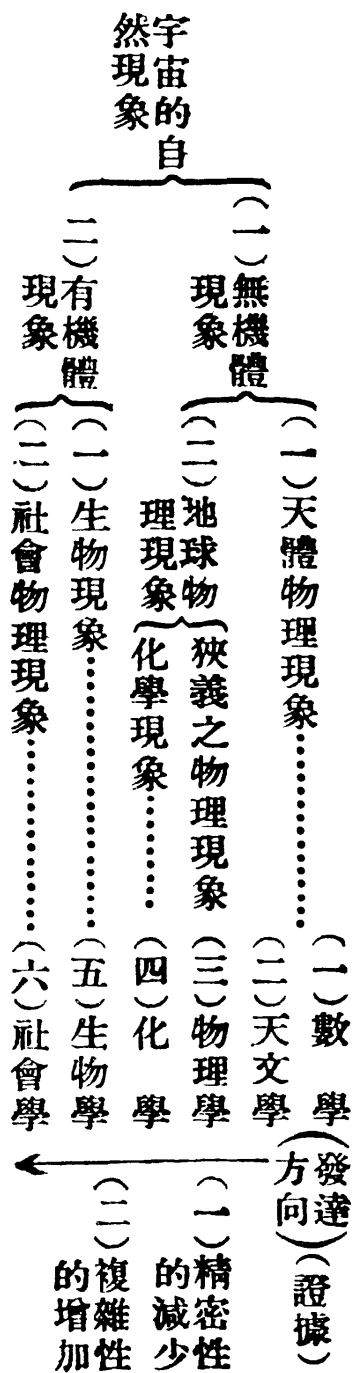 宇宙的自
然現象
(一)無機體
現象
(二)有機體
現象
(一)天體物理現象
(二)地球物
理現象
狹義之物理現象
化學現象
(一)生物現象
(二)社會物理現象
(一)數學
(二)天文學
(三)物理學
(四)化學
(五)生物學
(六)社會學
(發達
方向)
(證據)
(一)精密性
的減少
(二)複雜性
的增加